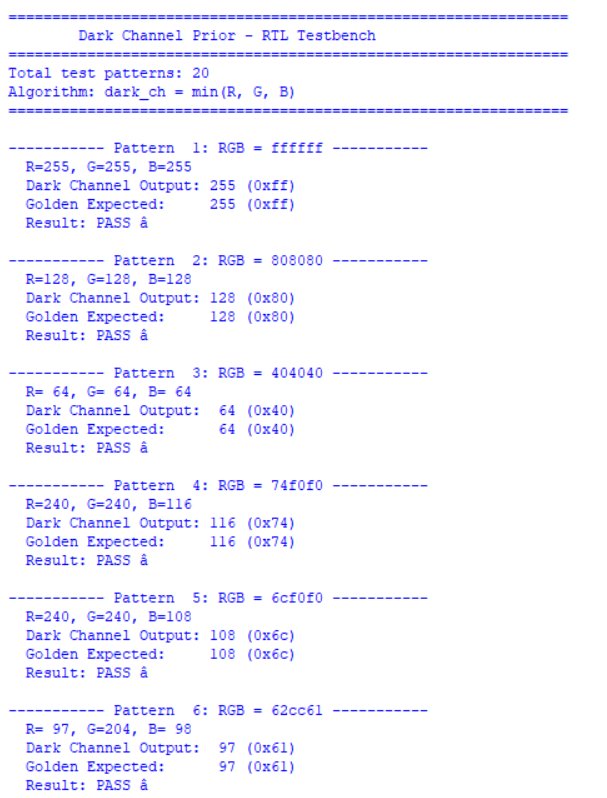 ================================================================
Dark Channel Prior - RTL Testbench
================================================================
Total test patterns: 20
Algorithm: dark_ch = min(R, G, B)
================================================================
----------- Pattern  1: RGB = ffffff -----------
R=255, G=255, B=255
Dark Channel Output: 255 (0xff)
Golden Expected:     255 (0xff)
Result: PASS â
----------- Pattern  2: RGB = 808080 -----------
R=128, G=128, B=128
Dark Channel Output: 128 (0x80)
Golden Expected:     128 (0x80)
Result: PASS â
----------- Pattern  3: RGB = 404040 -----------
R= 64, G= 64, B= 64
Dark Channel Output:  64 (0x40)
Golden Expected:      64 (0x40)
Result: PASS â
----------- Pattern  4: RGB = 74f0f0 -----------
R=240, G=240, B=116
Dark Channel Output: 116 (0x74)
Golden Expected:     116 (0x74)
Result: PASS â
----------- Pattern  5: RGB = 6cf0f0 -----------
R=240, G=240, B=108
Dark Channel Output: 108 (0x6c)
Golden Expected:     108 (0x6c)
Result: PASS â
----------- Pattern  6: RGB = 62cc61 -----------
R= 97, G=204, B= 98
Dark Channel Output:  97 (0x61)
Golden Expected:      97 (0x61)
Result: PASS â